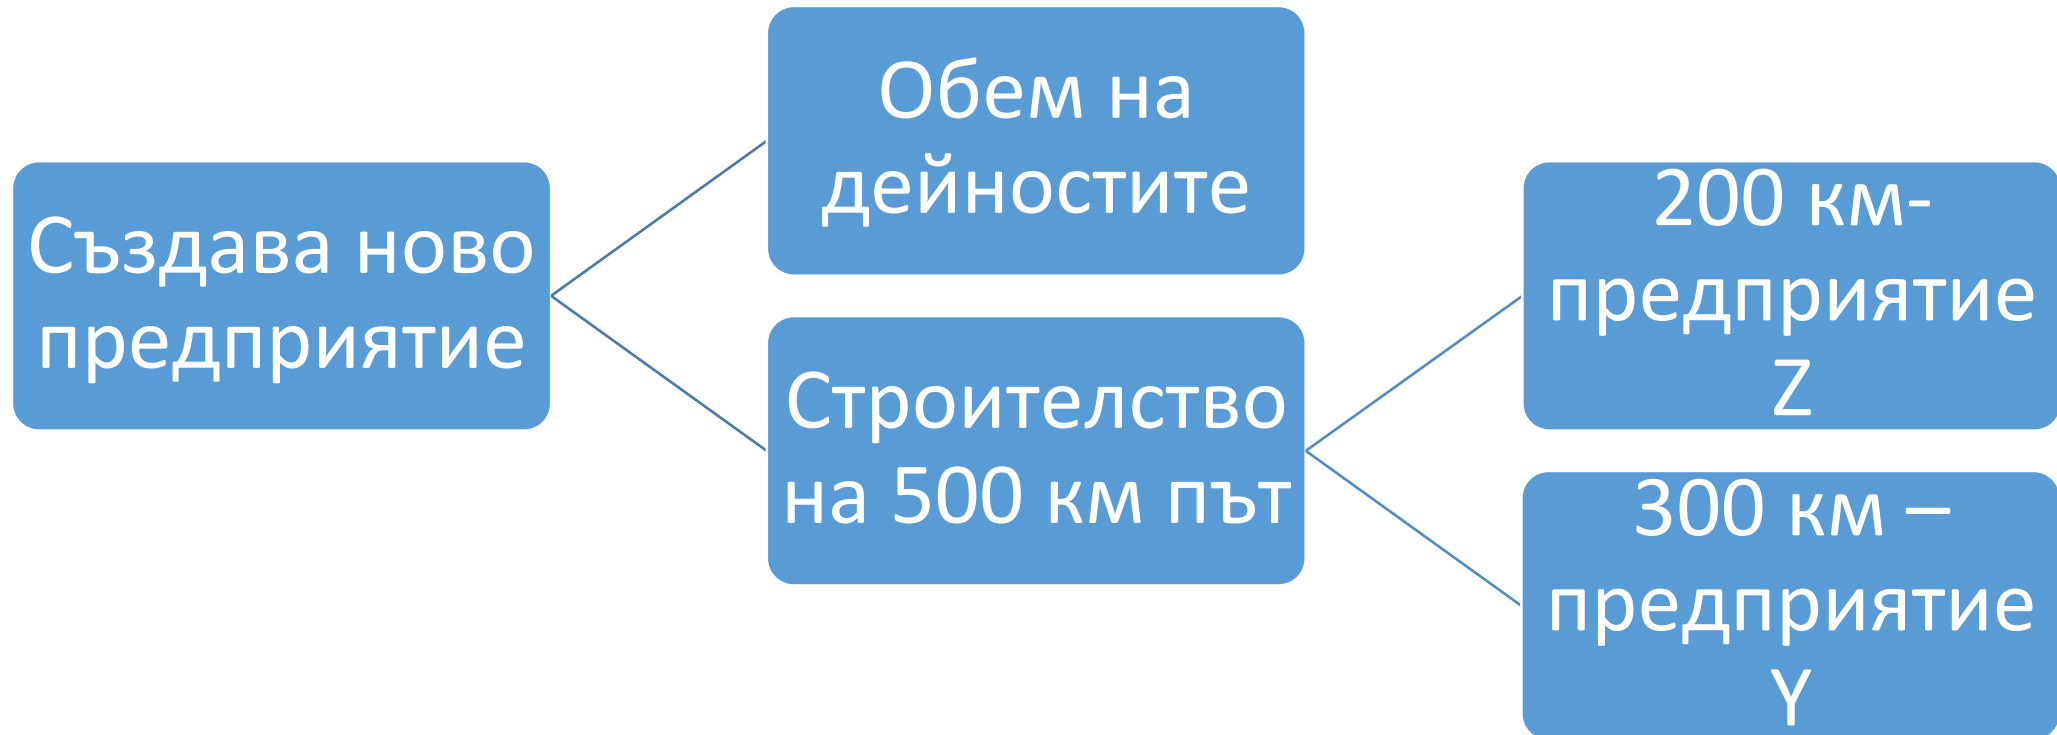 Създава ново
предприятие
Обем на
дейностите
Строителство
на 500 км път
200 км-
предприятие
Z
300 км –
предприятие
Y